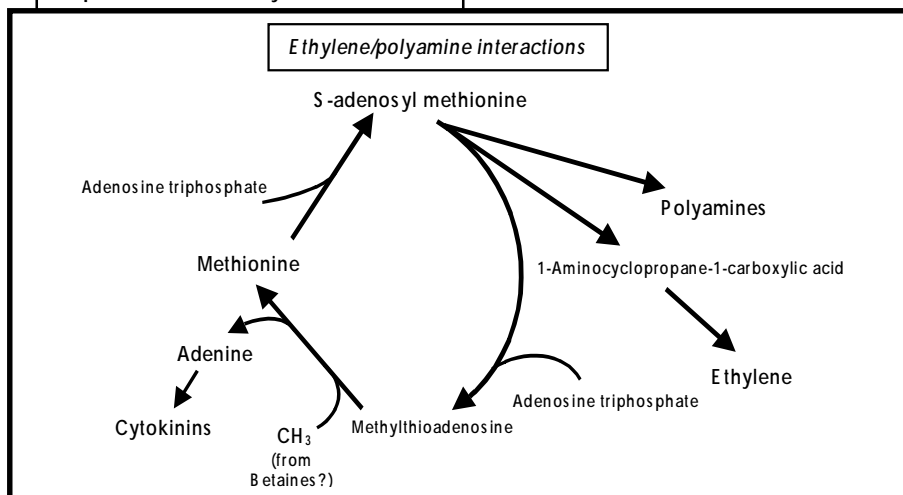 Ethylene/polyamine interactions
S-adenosyl methionine
Adenosine triphosphate
Polyamines
Methionine
1-Aminocyclopropane-1-carboxylic acid
Adenine
Ethylene
Adenosine triphosphate
Cytokinins
CH₃
(from
Betaines?)
Methylthioadenosine